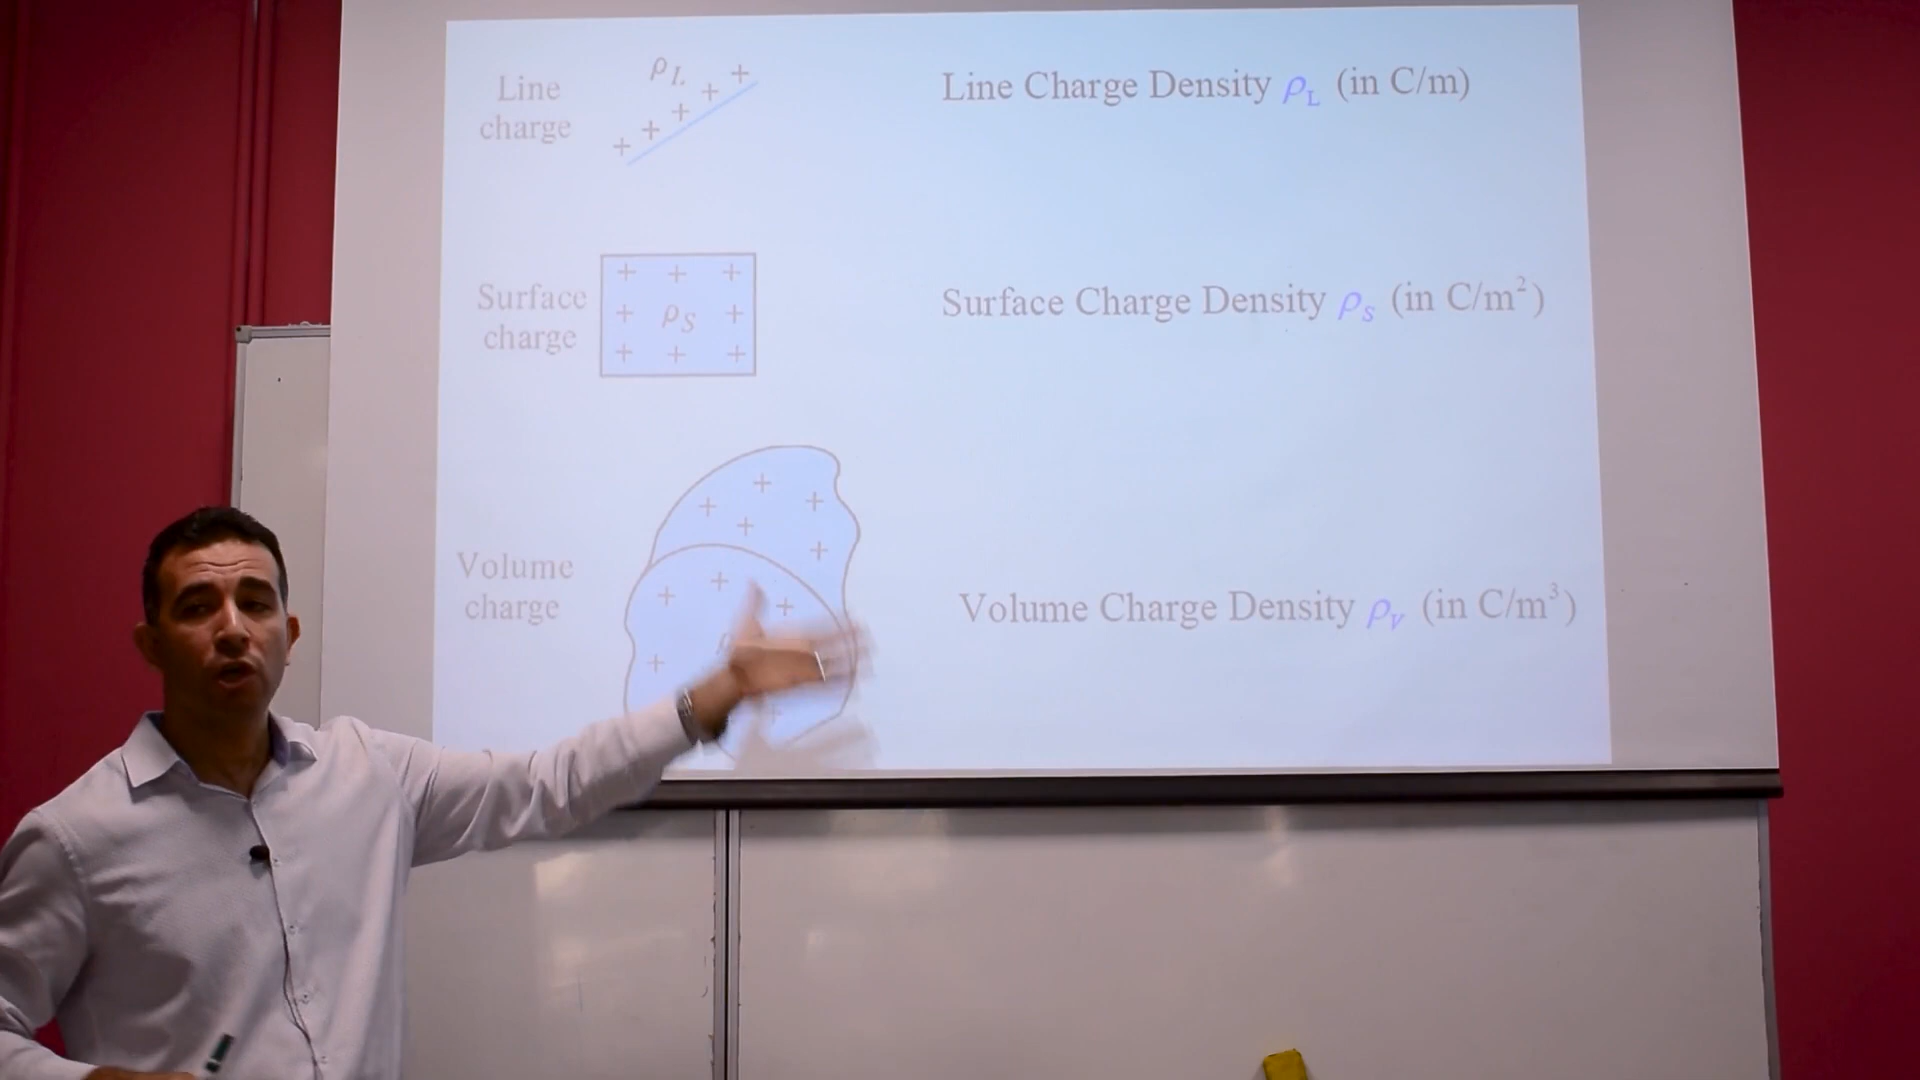 Line
charge
ρL
+ + + + +
Line Charge Density ρL (in C/m)
Surface
charge
+ + +
+ ρS +
+ + +
Surface Charge Density ρS (in C/m²)
Volume
charge
+ + + + +
+ + + +
Volume Charge Density ρV (in C/m³)